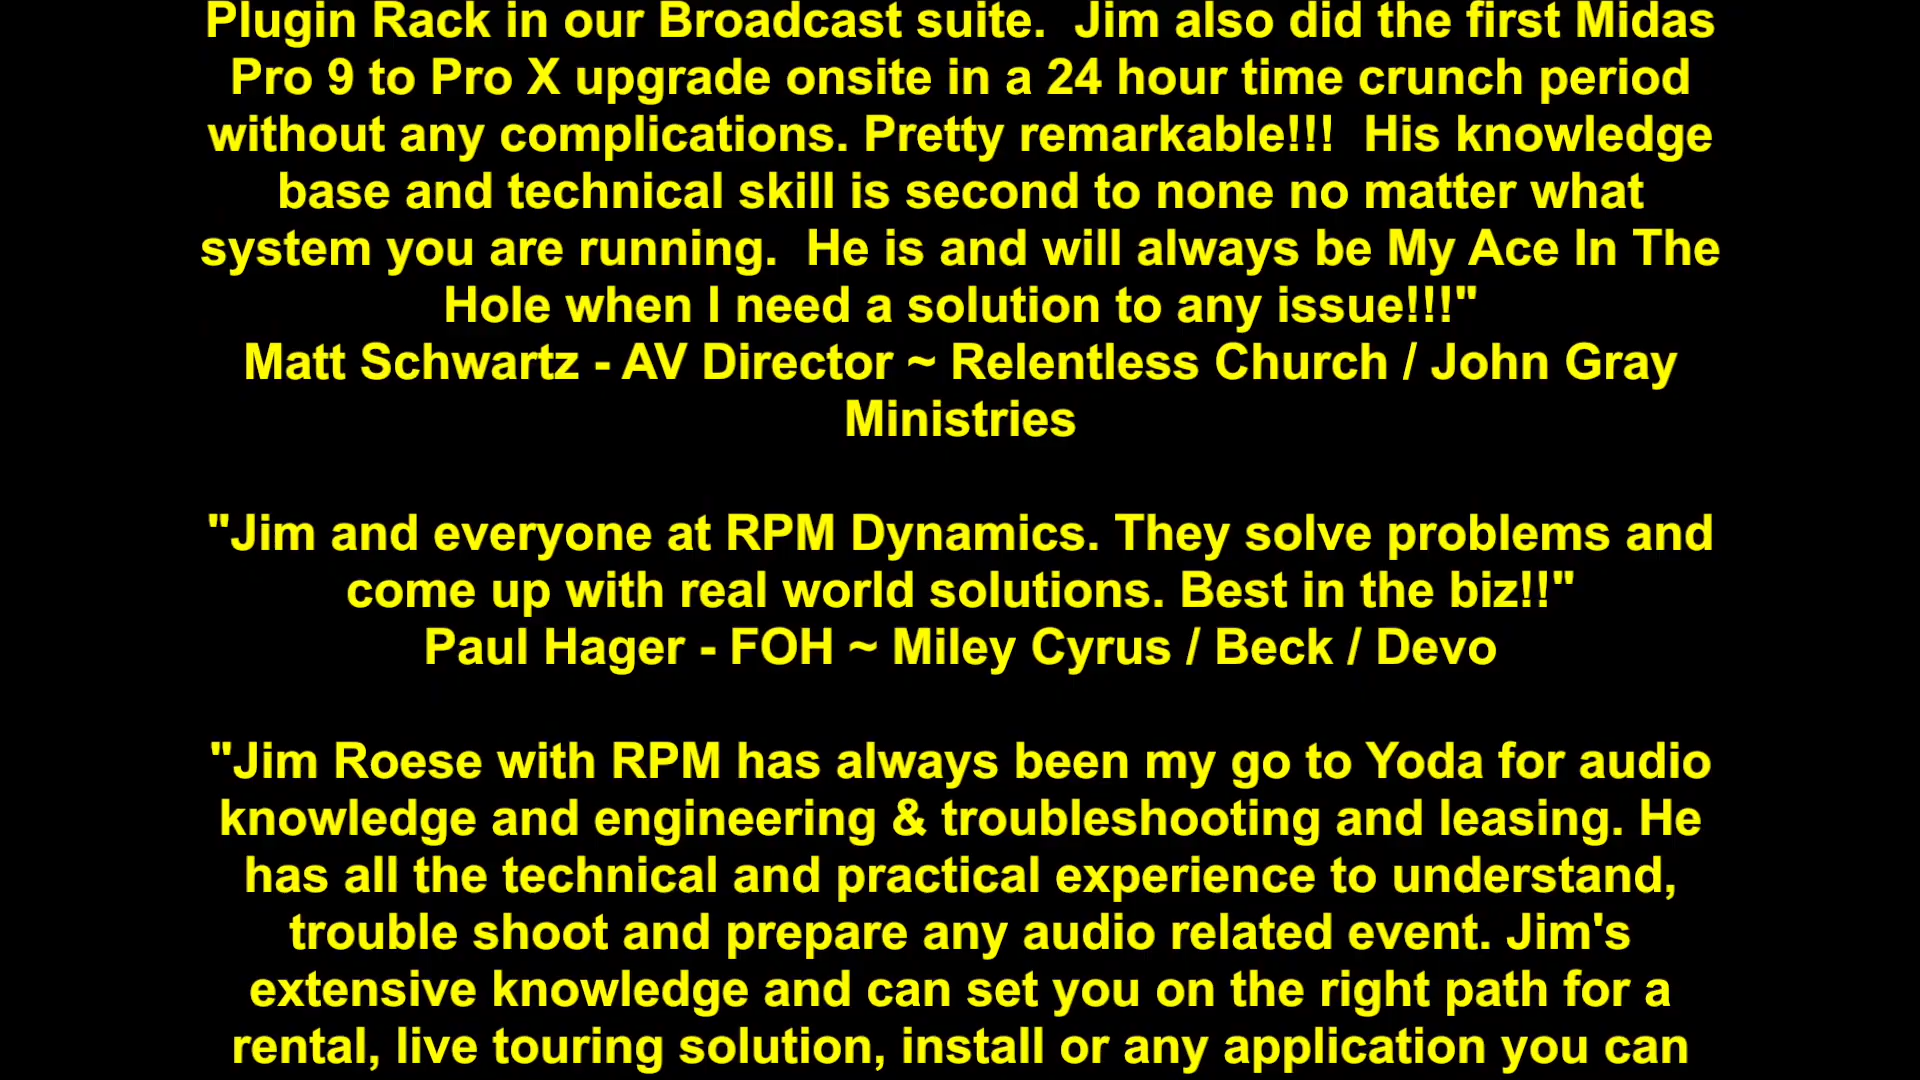 Plugin Rack in our Broadcast suite.  Jim also did the first Midas
Pro 9 to Pro X upgrade onsite in a 24 hour time crunch period
without any complications. Pretty remarkable!!!  His knowledge
base and technical skill is second to none no matter what
system you are running.  He is and will always be My Ace In The
Hole when I need a solution to any issue!!!"
Matt Schwartz - AV Director ~ Relentless Church / John Gray
Ministries
"Jim and everyone at RPM Dynamics. They solve problems and
come up with real world solutions. Best in the biz!!"
Paul Hager - FOH ~ Miley Cyrus / Beck / Devo
"Jim Roese with RPM has always been my go to Yoda for audio
knowledge and engineering & troubleshooting and leasing. He
has all the technical and practical experience to understand,
trouble shoot and prepare any audio related event. Jim's
extensive knowledge and can set you on the right path for a
rental, live touring solution, install or any application you can